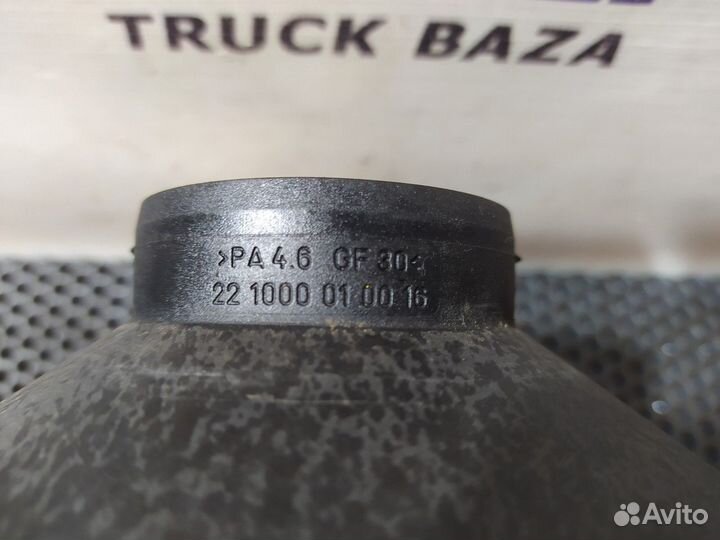 TRUCK BAZA
>PA 4.6 GF 30<
22 1000 01 00 16
Avito